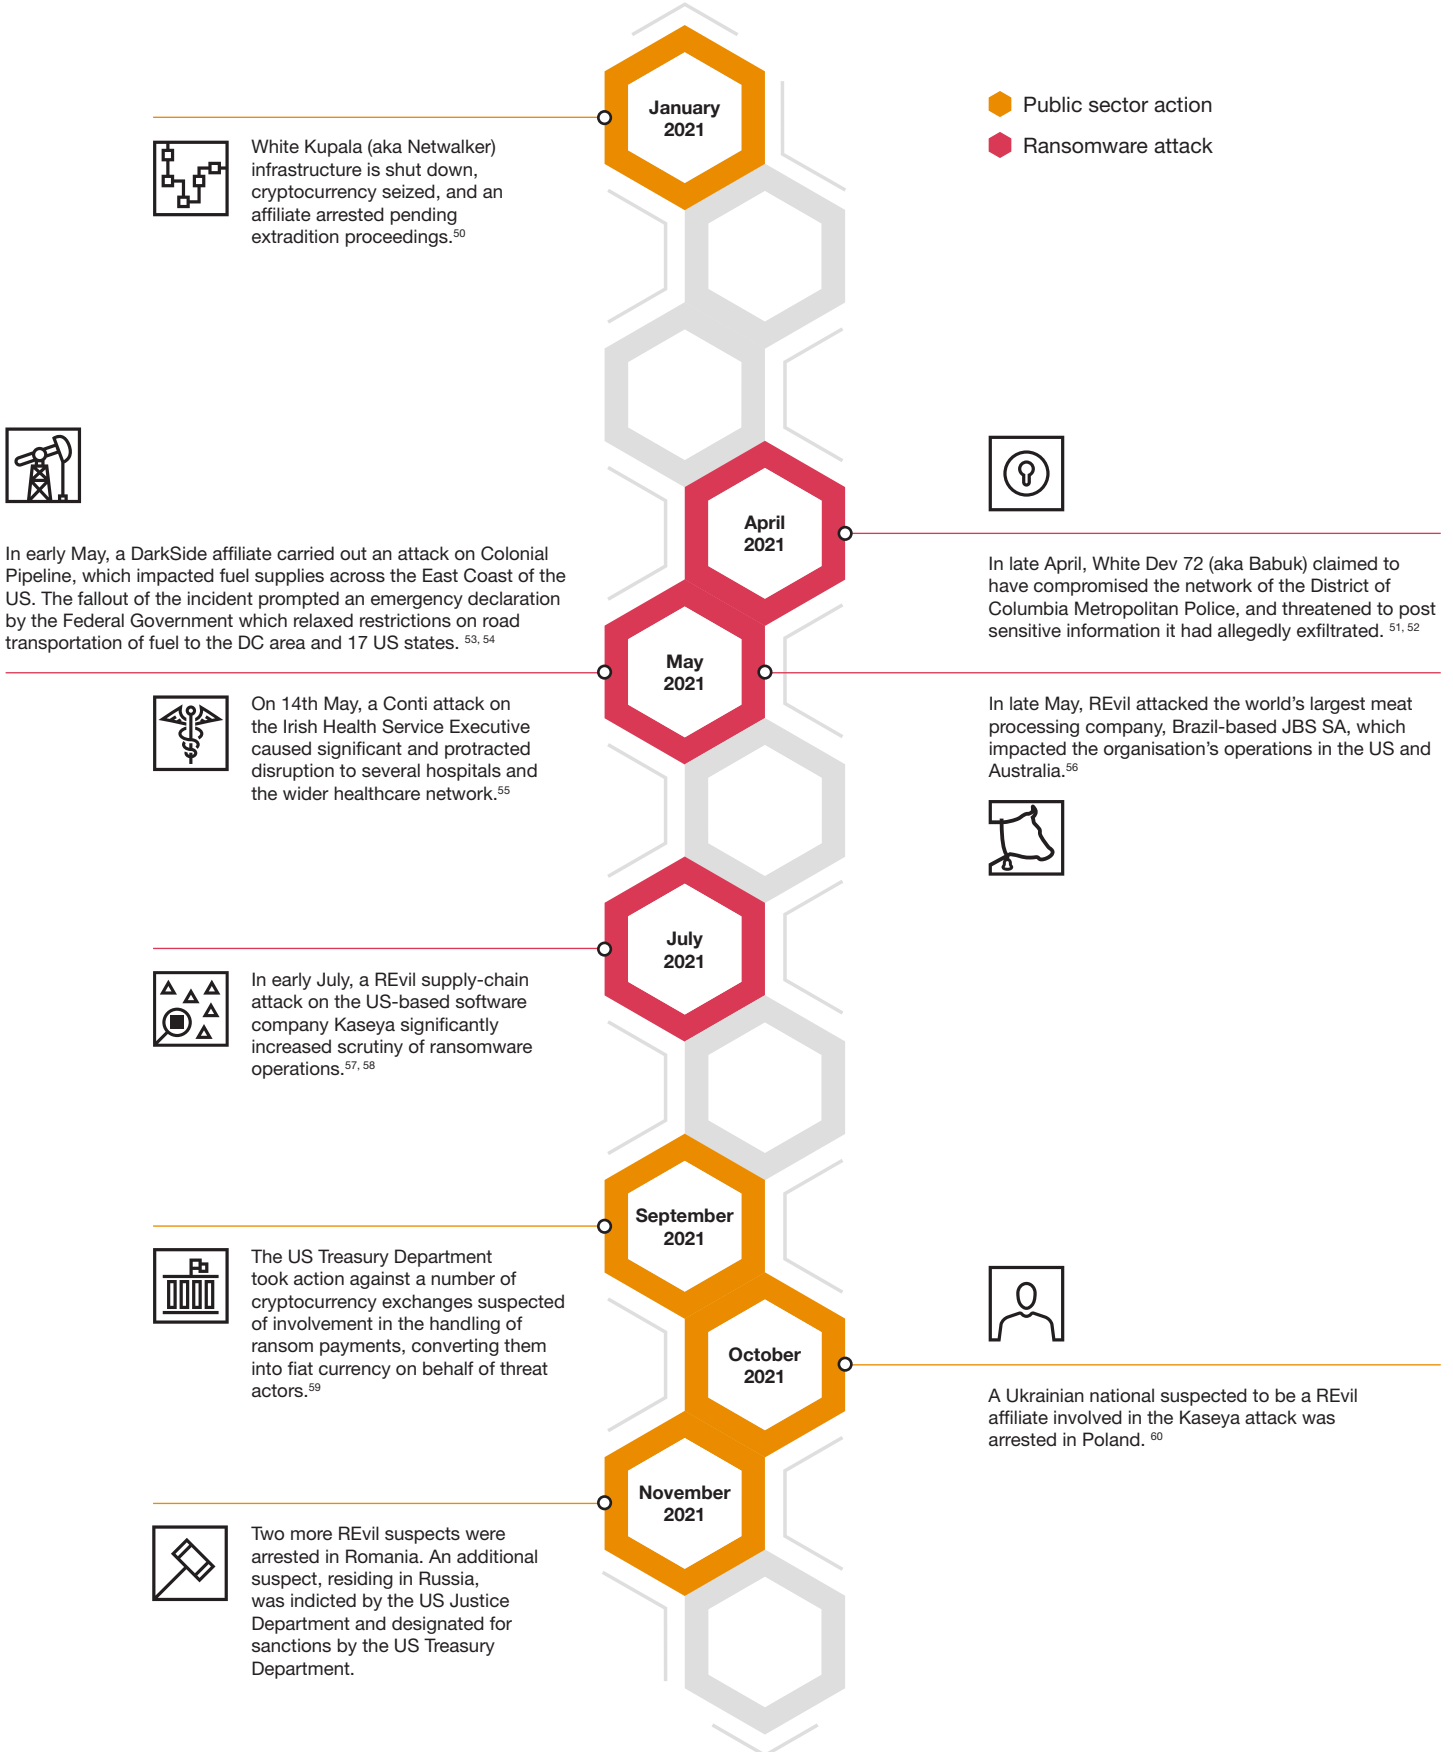 January
2021
Public sector action
Ransomware attack
White Kupala (aka Netwalker)
infrastructure is shut down,
cryptocurrency seized, and an
affiliate arrested pending
extradition proceedings.50
April
2021
In late April, White Dev 72 (aka Babuk) claimed to
have compromised the network of the District of
Columbia Metropolitan Police, and threatened to post
sensitive information it had allegedly exfiltrated. 51, 52
In early May, a DarkSide affiliate carried out an attack on Colonial
Pipeline, which impacted fuel supplies across the East Coast of the
US. The fallout of the incident prompted an emergency declaration
by the Federal Government which relaxed restrictions on road
transportation of fuel to the DC area and 17 US states. 53, 54
May
2021
On 14th May, a Conti attack on
the Irish Health Service Executive
caused significant and protracted
disruption to several hospitals and
the wider healthcare network.55
In late May, REvil attacked the world's largest meat
processing company, Brazil-based JBS SA, which
impacted the organisation's operations in the US and
Australia.56
July
2021
In early July, a REvil supply-chain
attack on the US-based software
company Kaseya significantly
increased scrutiny of ransomware
operations.57, 58
September
2021
The US Treasury Department
took action against a number of
cryptocurrency exchanges suspected
of involvement in the handling of
ransom payments, converting them
into fiat currency on behalf of threat
actors.59
October
2021
A Ukrainian national suspected to be a REvil
affiliate involved in the Kaseya attack was
arrested in Poland. 60
November
2021
Two more REvil suspects were
arrested in Romania. An additional
suspect, residing in Russia,
was indicted by the US Justice
Department and designated for
sanctions by the US Treasury
Department.